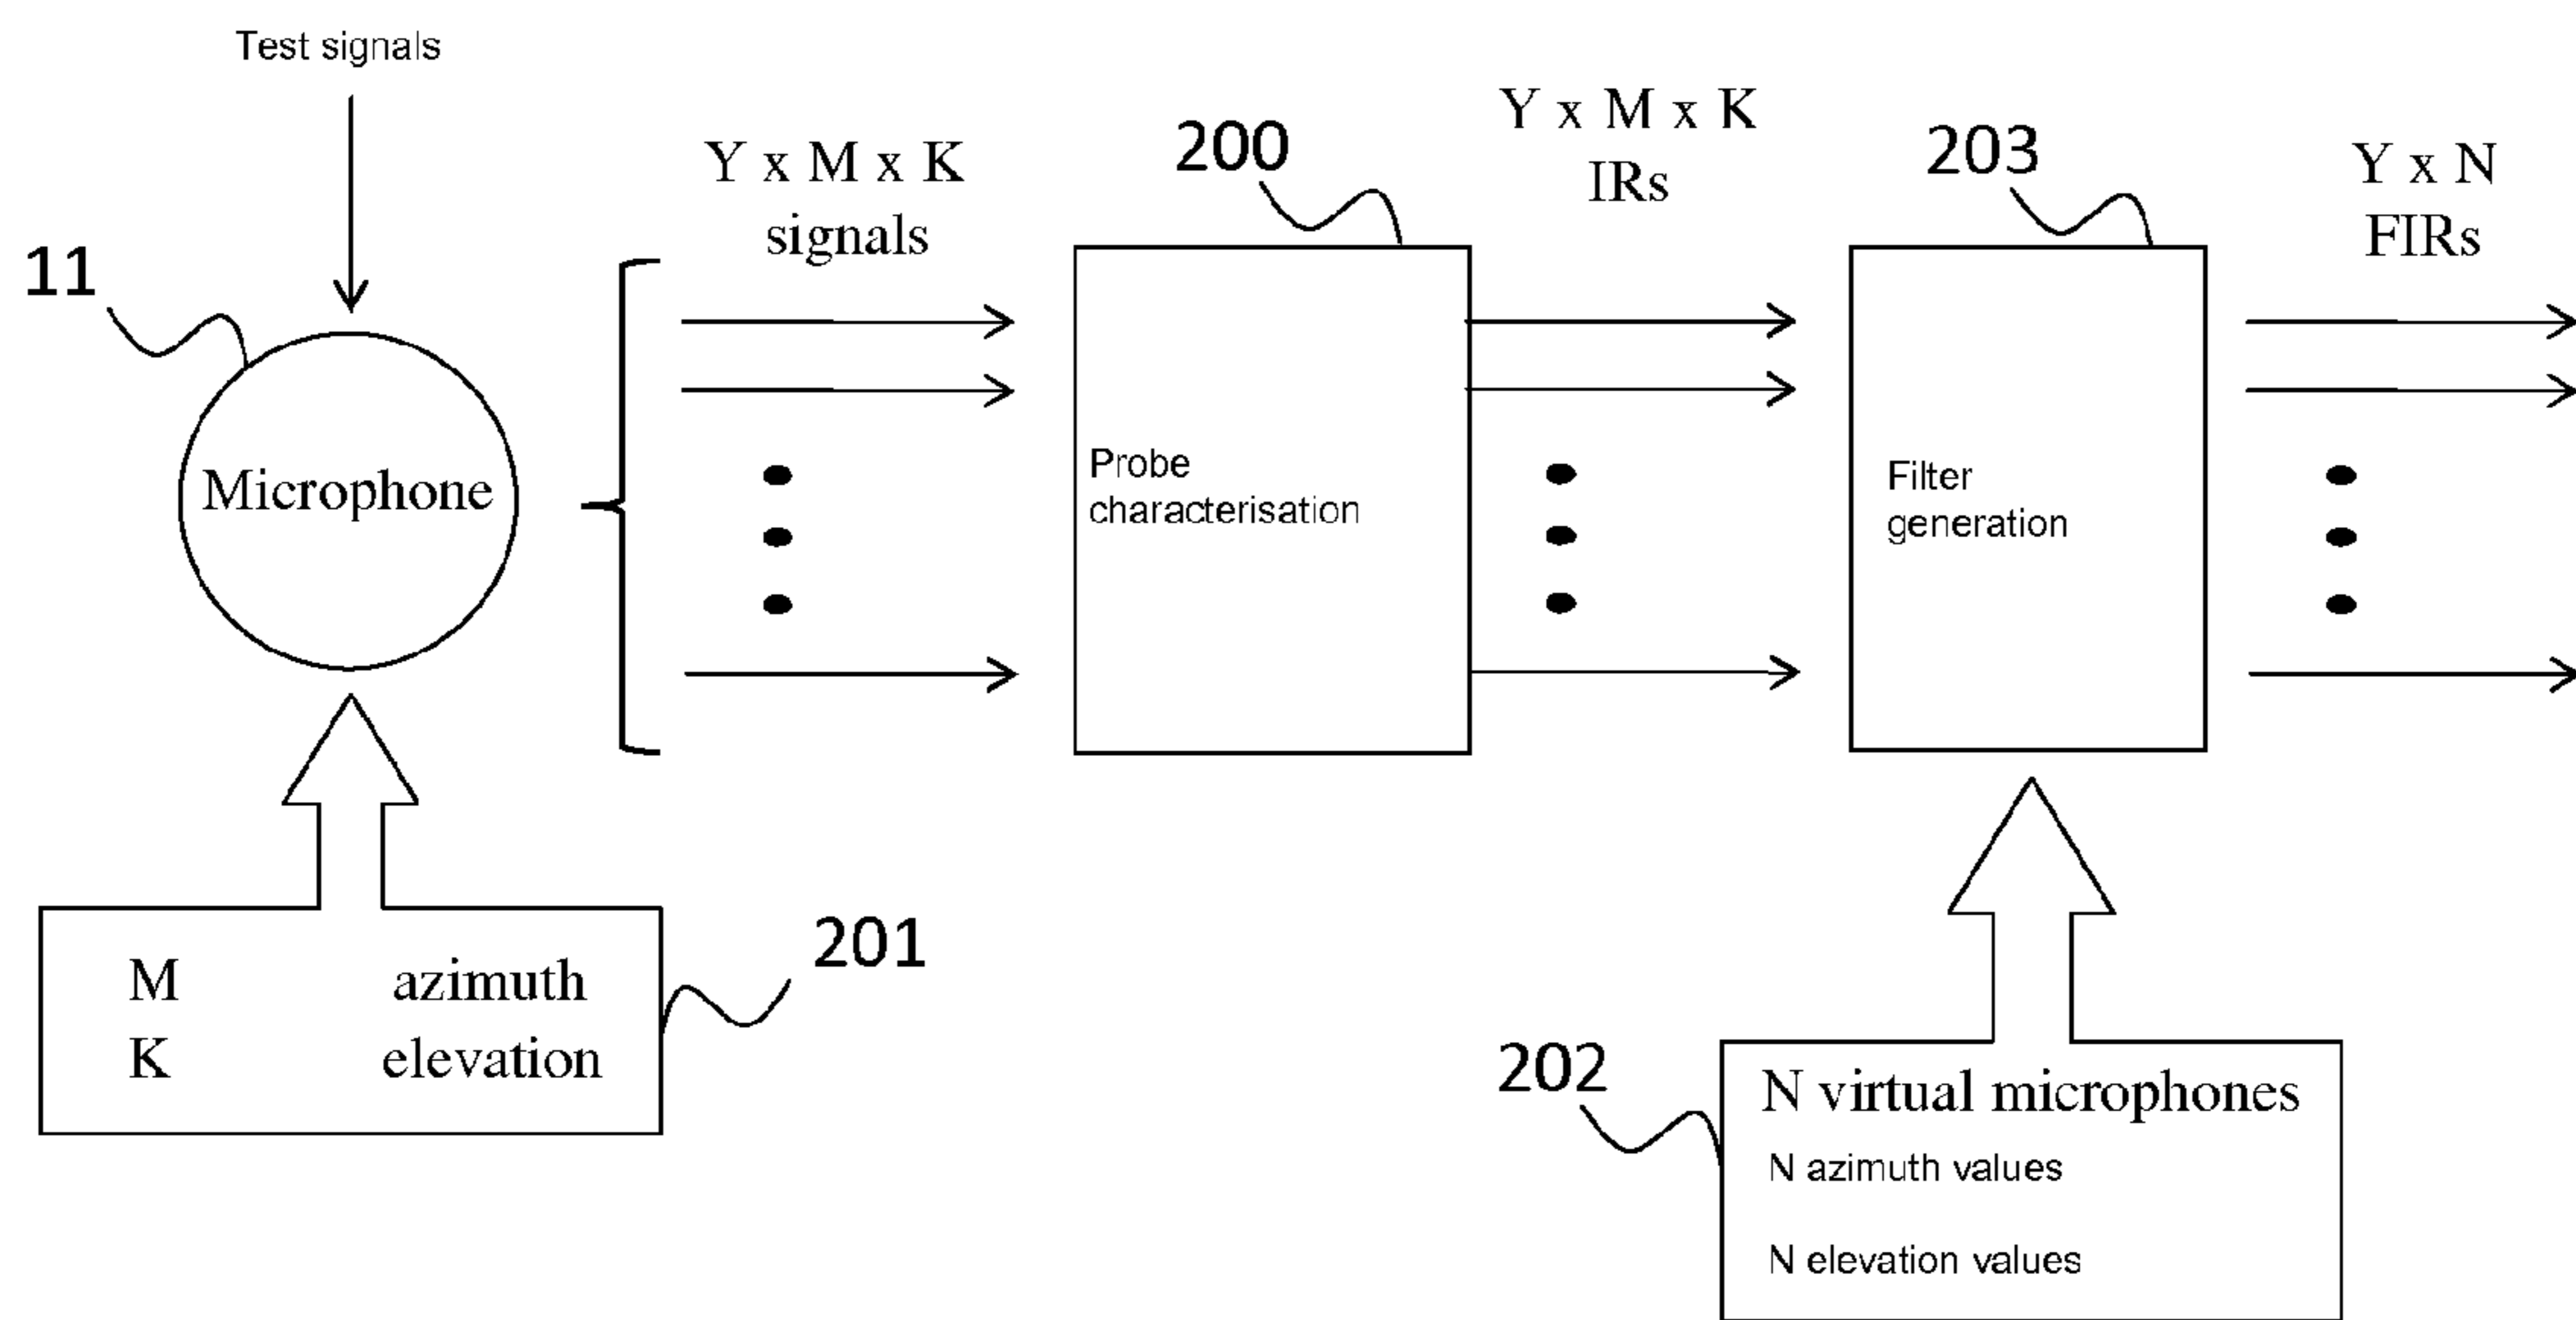 Test signals
11
Microphone
Y x M x K
signals
200
Probe
characterisation
Y x M x K
IRs
203
Filter
generation
Y x N
FIRs
M azimuth
K elevation
201
202
N virtual microphones
N azimuth values
N elevation values